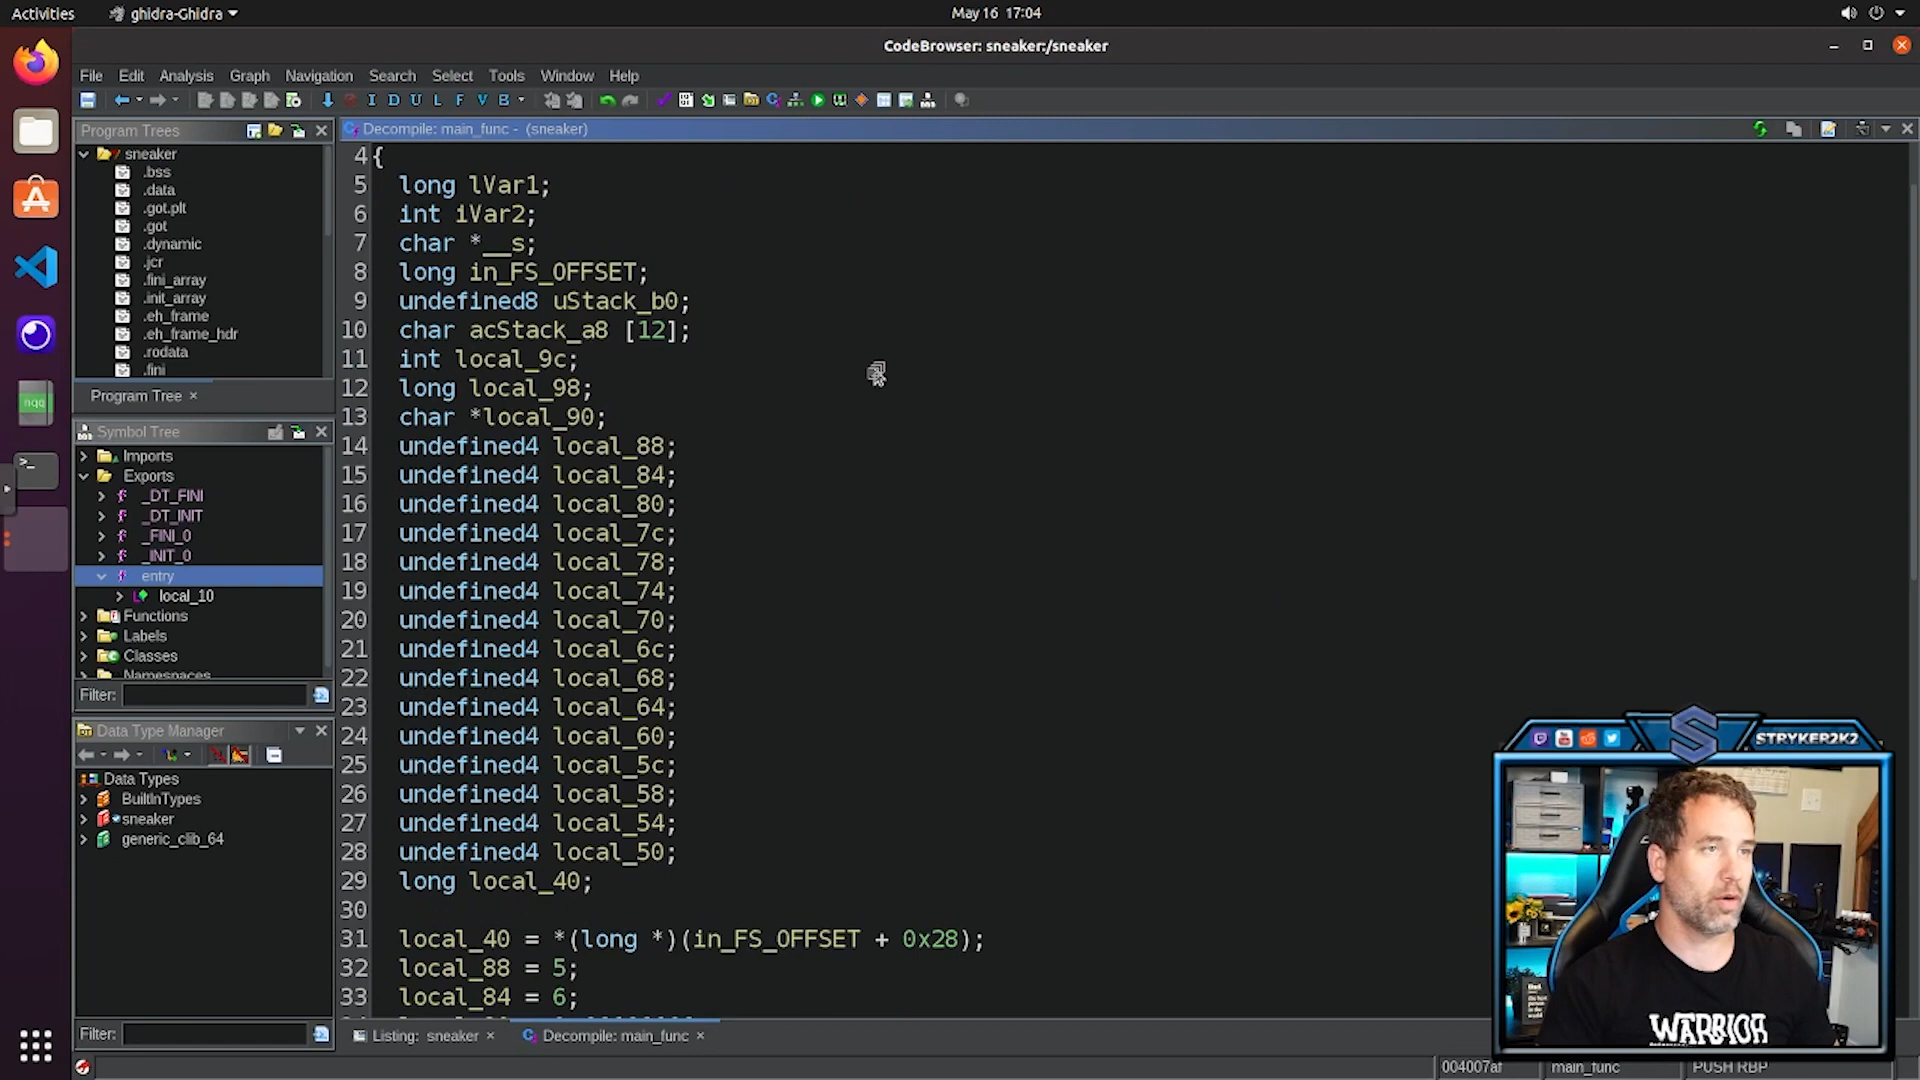 Activities
ghidra-Ghidra
May 16 17:04
CodeBrowser: sneaker:/sneaker
File Edit Analysis Graph Navigation Search Select Tools Window Help
I D U L F V B
Program Trees
sneaker
.bss
.data
.got.plt
.got
.dynamic
.jcr
.fini_array
.init_array
.eh_frame
.eh_frame_hdr
.rodata
.fini
Program Tree ×
Symbol Tree
Imports
Exports
_DT_FINI
_DT_INIT
_FINI_0
_INIT_0
entry
local_10
Functions
Labels
Classes
Namespaces
Filter:
Data Type Manager
Data Types
BuiltInTypes
sneaker
generic_clib_64
Filter:
Decompile: main_func - (sneaker)
4 {
5 long lVar1;
6 int iVar2;
7 char *__s;
8 long in_FS_OFFSET;
9 undefined8 uStack_b0;
10 char acStack_a8 [12];
11 int local_9c;
12 long local_98;
13 char *local_90;
14 undefined4 local_88;
15 undefined4 local_84;
16 undefined4 local_80;
17 undefined4 local_7c;
18 undefined4 local_78;
19 undefined4 local_74;
20 undefined4 local_70;
21 undefined4 local_6c;
22 undefined4 local_68;
23 undefined4 local_64;
24 undefined4 local_60;
25 undefined4 local_5c;
26 undefined4 local_58;
27 undefined4 local_54;
28 undefined4 local_50;
29 long local_40;
30
31 local_40 = *(long *)(in_FS_OFFSET + 0x28);
32 local_88 = 5;
33 local_84 = 6;
Listing: sneaker ×
Decompile: main_func ×
004007af
main_func
PUSH RBP
STRYKER2K2
WARRIOR